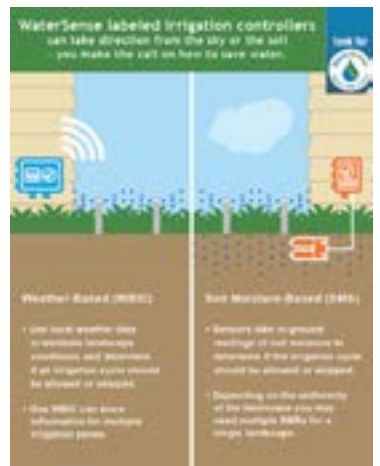 WaterSense labeled irrigation controllers
can take direction from the sky or the soil
you make the call on how to save water.
look for
Weather-Based (WBIC)
• Use local weather data
to estimate landscape
conditions and determine
if an irrigation cycle should
be allowed or skipped.
• One WBIC can store
information for multiple
irrigation zones.
Soil Moisture-Based (SMS)
• Sensors take in-ground
readings of soil moisture to
determine if the irrigation cycle
should be allowed or skipped.
• Depending on the uniformity
of the landscape you may
need multiple SMSs for a
single landscape.